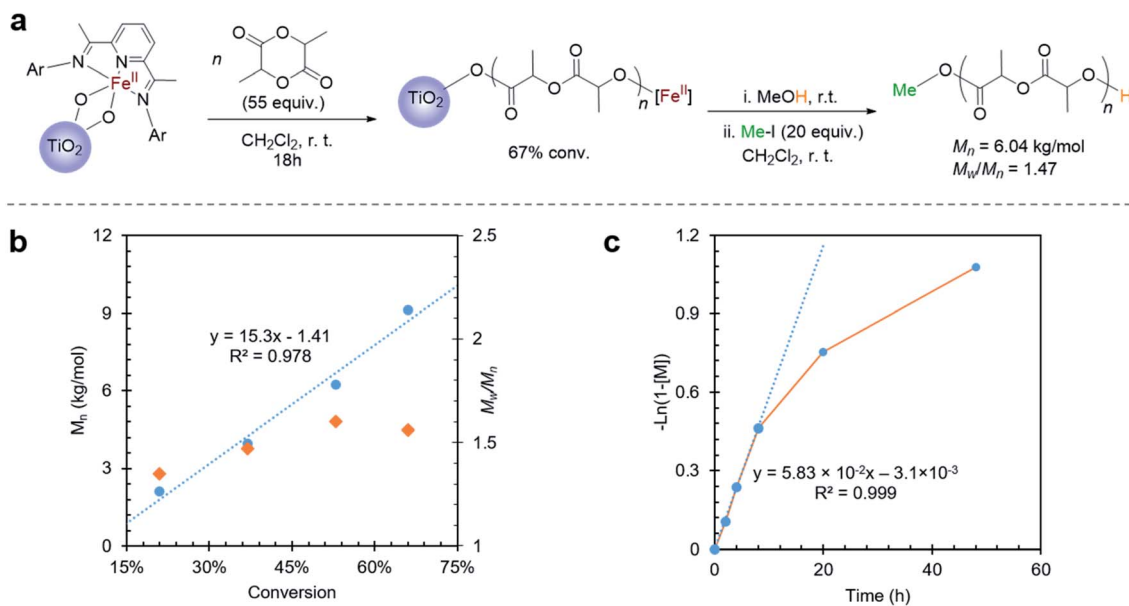 a
Ar
N
N
Fe^II
N
Ar
O
O
TiO₂
n
O
O
O
O
(55 equiv.)
CH₂Cl₂, r. t.
18h
TiO₂
O
O
O
O
O
n
[Fe^II]
67% conv.
i. MeOH, r.t.
ii. Me-I (20 equiv.)
CH₂Cl₂, r. t.
Me
O
O
O
O
O
n
H
Mₙ = 6.04 kg/mol
M_w/Mₙ = 1.47
b
12
9
6
3
0
Mₙ (kg/mol)
y = 15.3x - 1.41
R² = 0.978
2.5
2
1.5
1
M_w/Mₙ
15% 30% 45% 60% 75%
Conversion
c
1.2
0.9
0.6
0.3
0
-Ln(1-[M])
y = 5.83 × 10⁻²x – 3.1×10⁻³
R² = 0.999
0 20 40 60
Time (h)